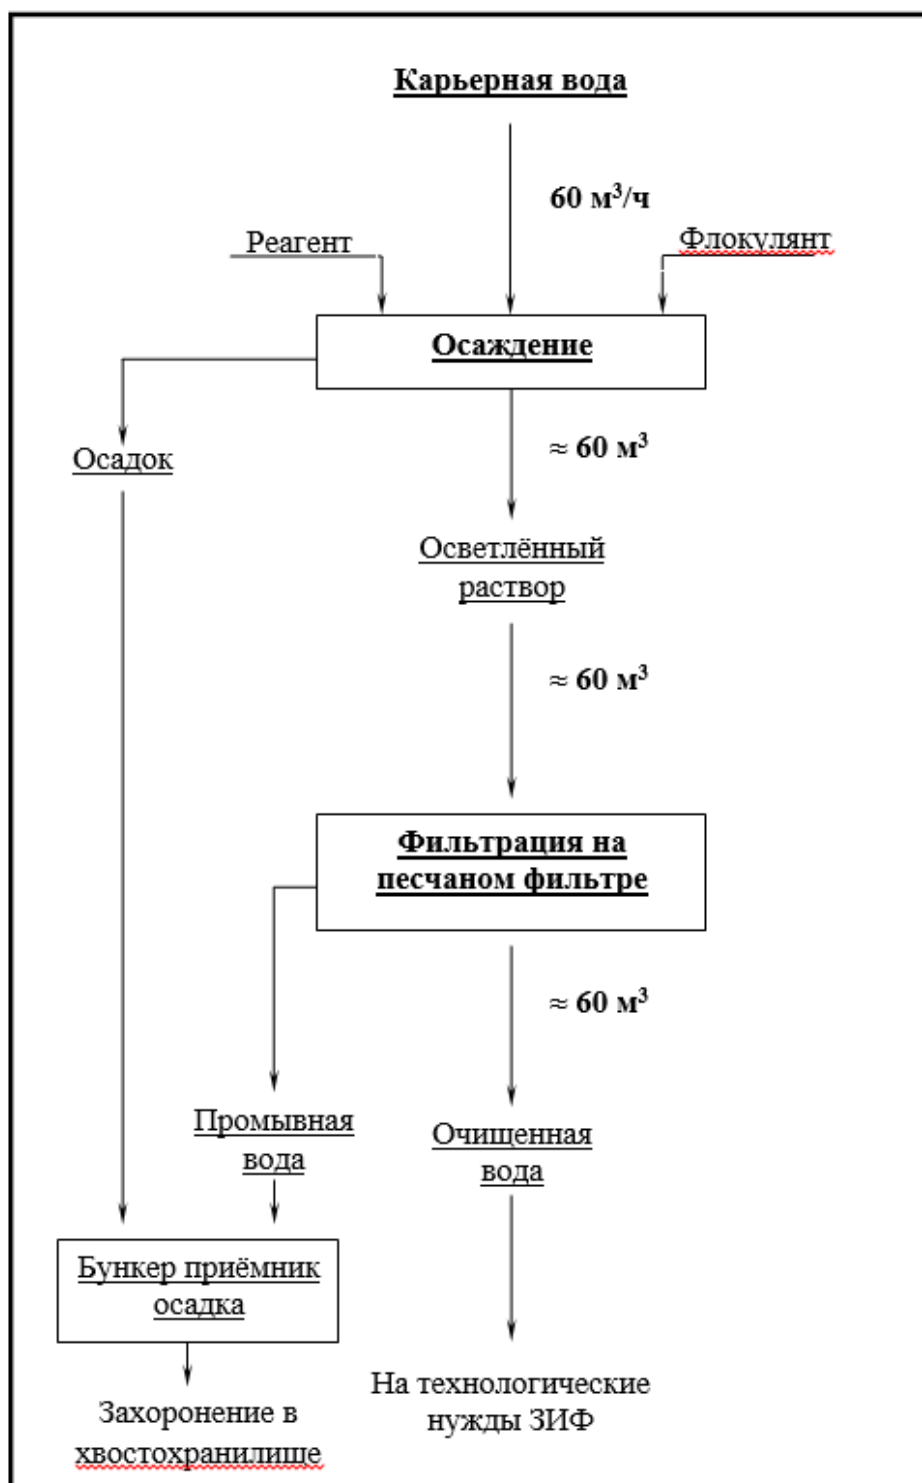 Карьерная вода
60 м³/ч
Реагент
Флокулянт
Осаждение
≈ 60 м³
Осадок
Осветлённый
раствор
≈ 60 м³
Фильтрация на
песчаном фильтре
≈ 60 м³
Промывная
вода
Очищенная
вода
Бункер приёмник
осадка
На технологические
нужды ЗИФ
Захоронение в
хвостохранилище